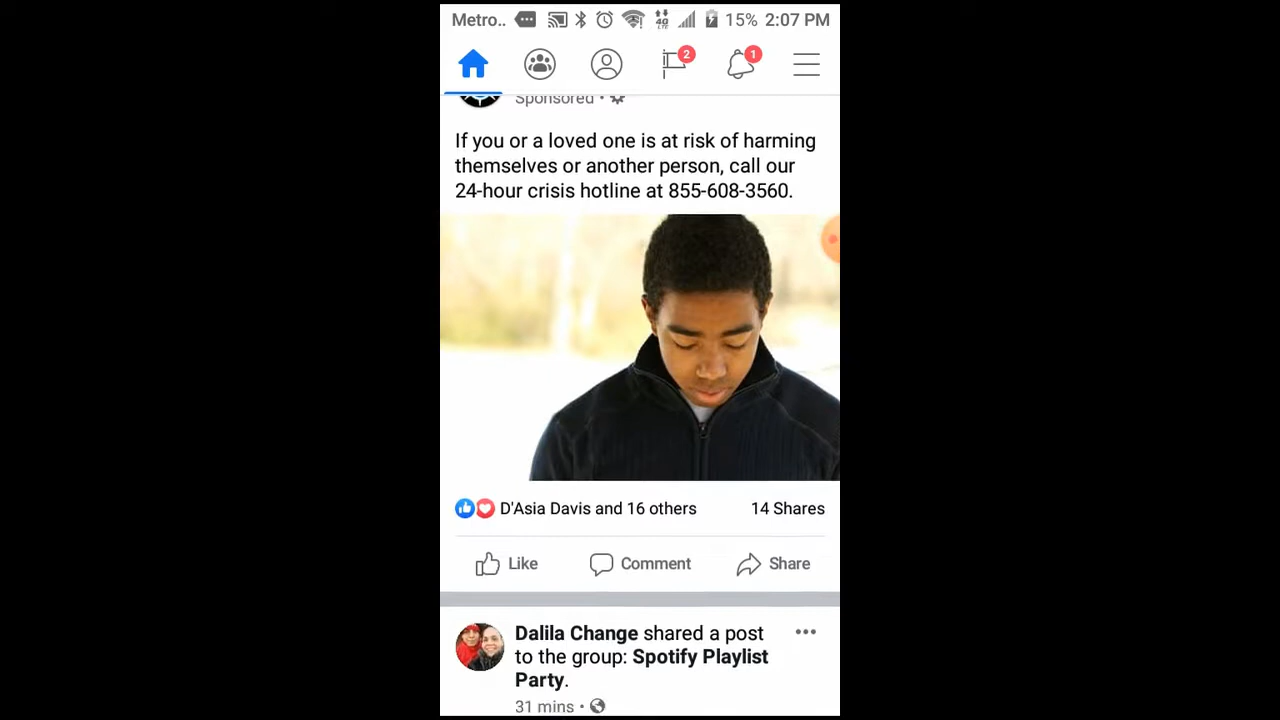 Metro.. 15% 2:07 PM
4G
LTE
2
1
Sponsored
If you or a loved one is at risk of harming
themselves or another person, call our
24-hour crisis hotline at 855-608-3560.
D'Asia Davis and 16 others 14 Shares
Like Comment Share
Dalila Change shared a post
to the group: Spotify Playlist
Party.
31 mins